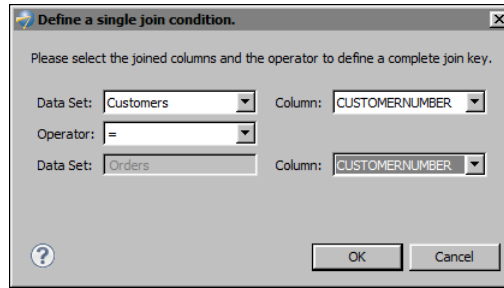 Define a single join condition.
Please select the joined columns and the operator to define a complete join key.
Data Set: Customers Column: CUSTOMERNUMBER
Operator: =
Data Set: Orders Column: CUSTOMERNUMBER
? OK Cancel